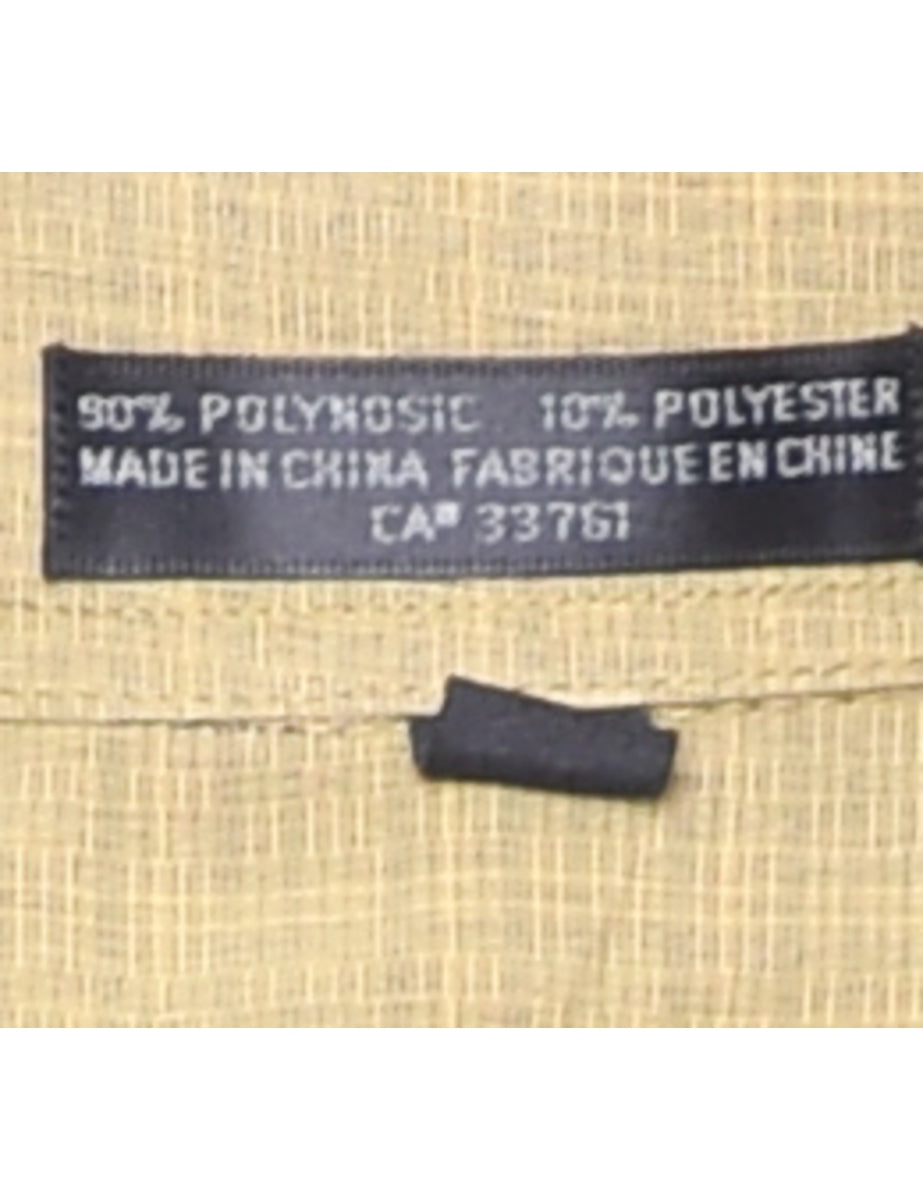 90% POLYNOSIC 10% POLYESTER
MADE IN CHINA FABRIQUE EN CHINE
CA# 33761